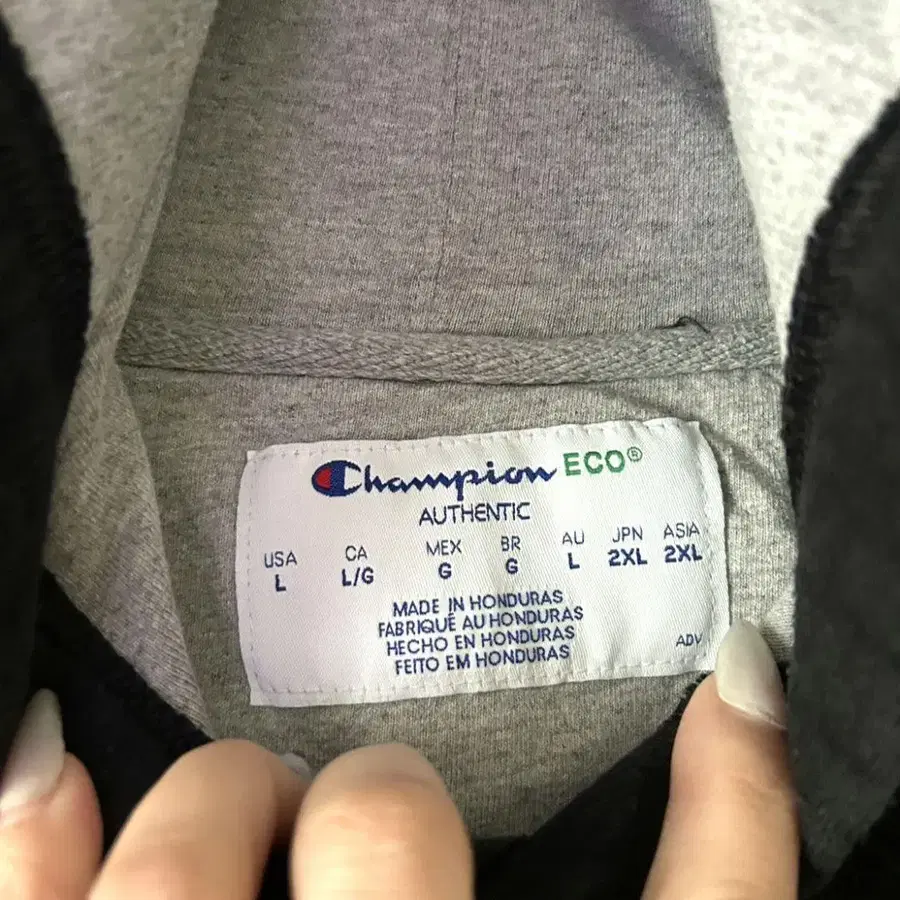 Champion ECO®
AUTHENTIC
USA CA MEX BR AU JPN ASIA
L L/G G G L 2XL 2XL
MADE IN HONDURAS
FABRIQUÉ AU HONDURAS
HECHO EN HONDURAS
FEITO EM HONDURAS
ADV